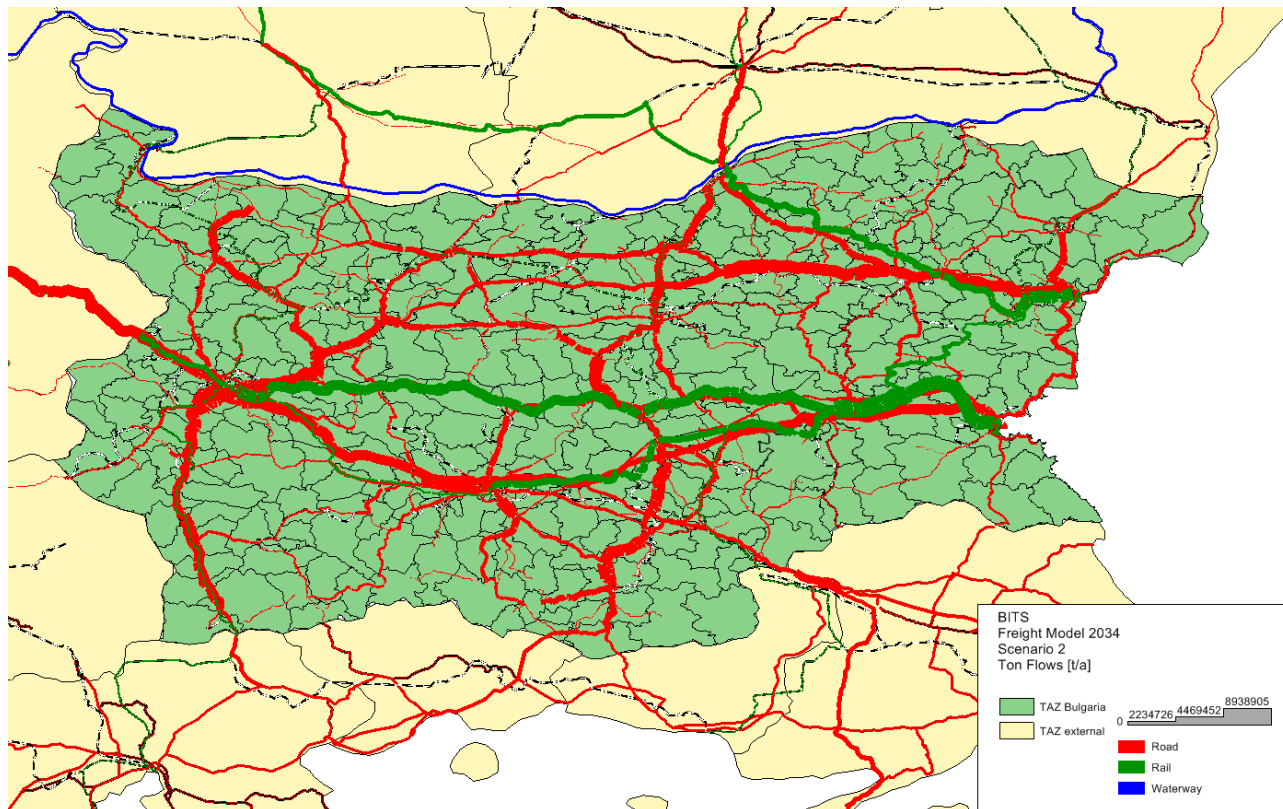 BITS
Freight Model 2034
Scenario 2
Ton Flows [t/a]
TAZ Bulgaria
TAZ external
0 2234726 4469452 8938905
Road
Rail
Waterway